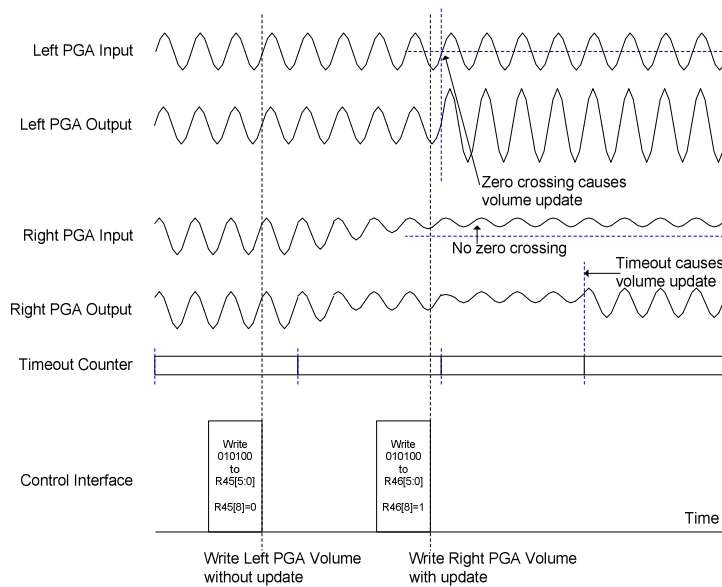 Left PGA Input
Left PGA Output
Zero crossing causes
volume update
Right PGA Input
No zero crossing
Timeout causes
volume update
Right PGA Output
Timeout Counter
Control Interface
Write
010100
to
R45[5:0]
R45[8]=0
Write
010100
to
R46[5:0]
R46[8]=1
Time
Write Left PGA Volume
without update
Write Right PGA Volume
with update